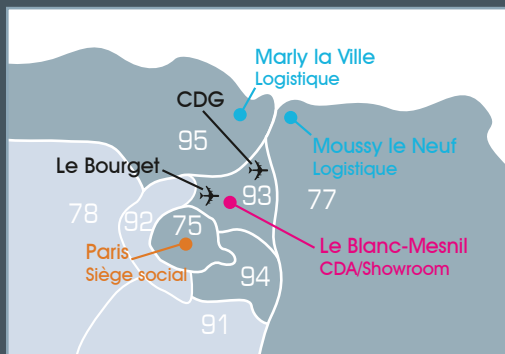 Marly la Ville
Logistique
CDG
95
Moussy le Neuf
Logistique
Le Bourget
93
77
78
92
75
Le Blanc-Mesnil
CDA/Showroom
Paris
Siège social
94
91